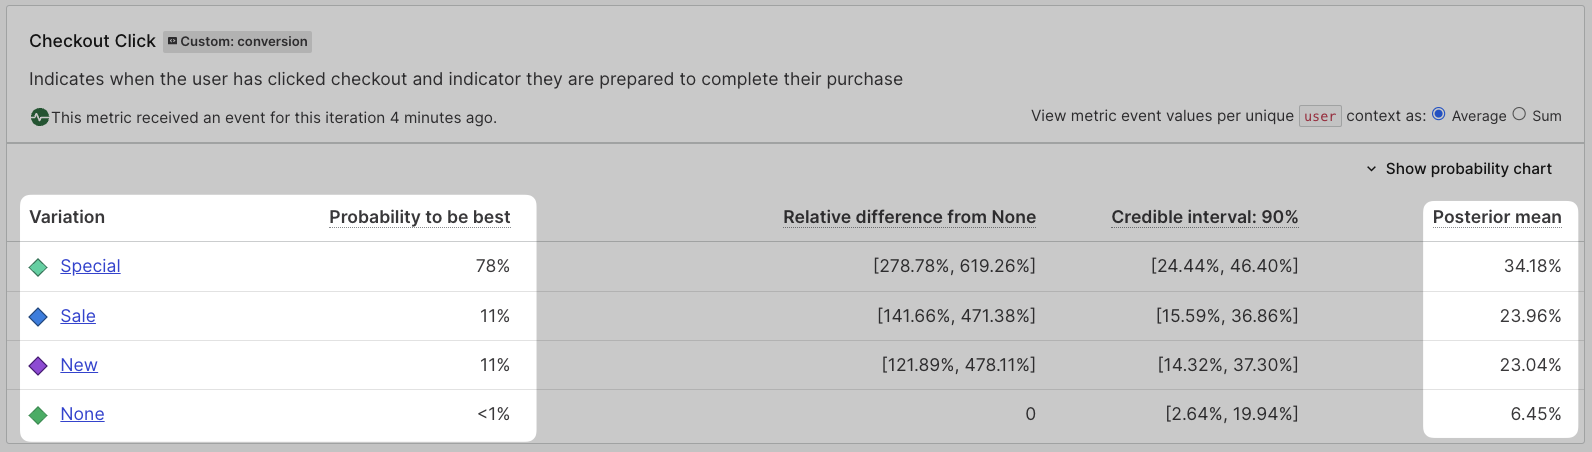 Checkout Click Custom: conversion
Indicates when the user has clicked checkout and indicator they are prepared to complete their purchase
This metric received an event for this iteration 4 minutes ago. View metric event values per unique user context as: Average Sum
Show probability chart
Variation Probability to be best Relative difference from None Credible interval: 90% Posterior mean
Special 78% [278.78%, 619.26%] [24.44%, 46.40%] 34.18%
Sale 11% [141.66%, 471.38%] [15.59%, 36.86%] 23.96%
New 11% [121.89%, 478.11%] [14.32%, 37.30%] 23.04%
None <1% 0 [2.64%, 19.94%] 6.45%